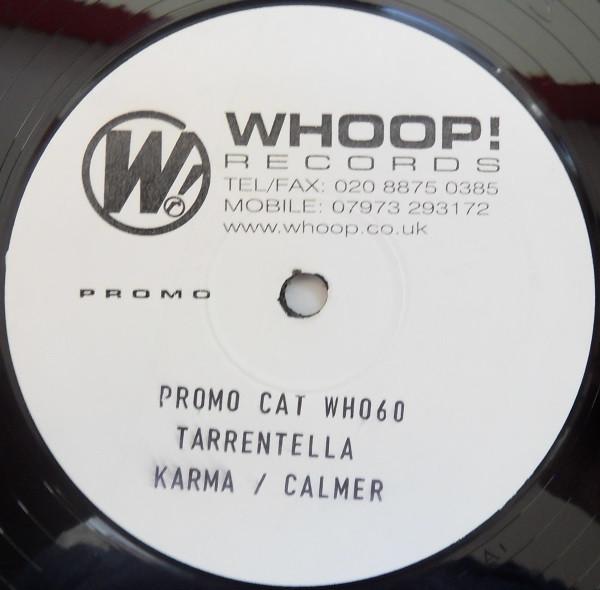 W!
WHOOP!
RECORDS
TEL/FAX: 020 8875 0385
MOBILE: 07973 293172
www.whoop.co.uk
PROMO
PROMO CAT WHO60
TARRENTELLA
KARMA / CALMER